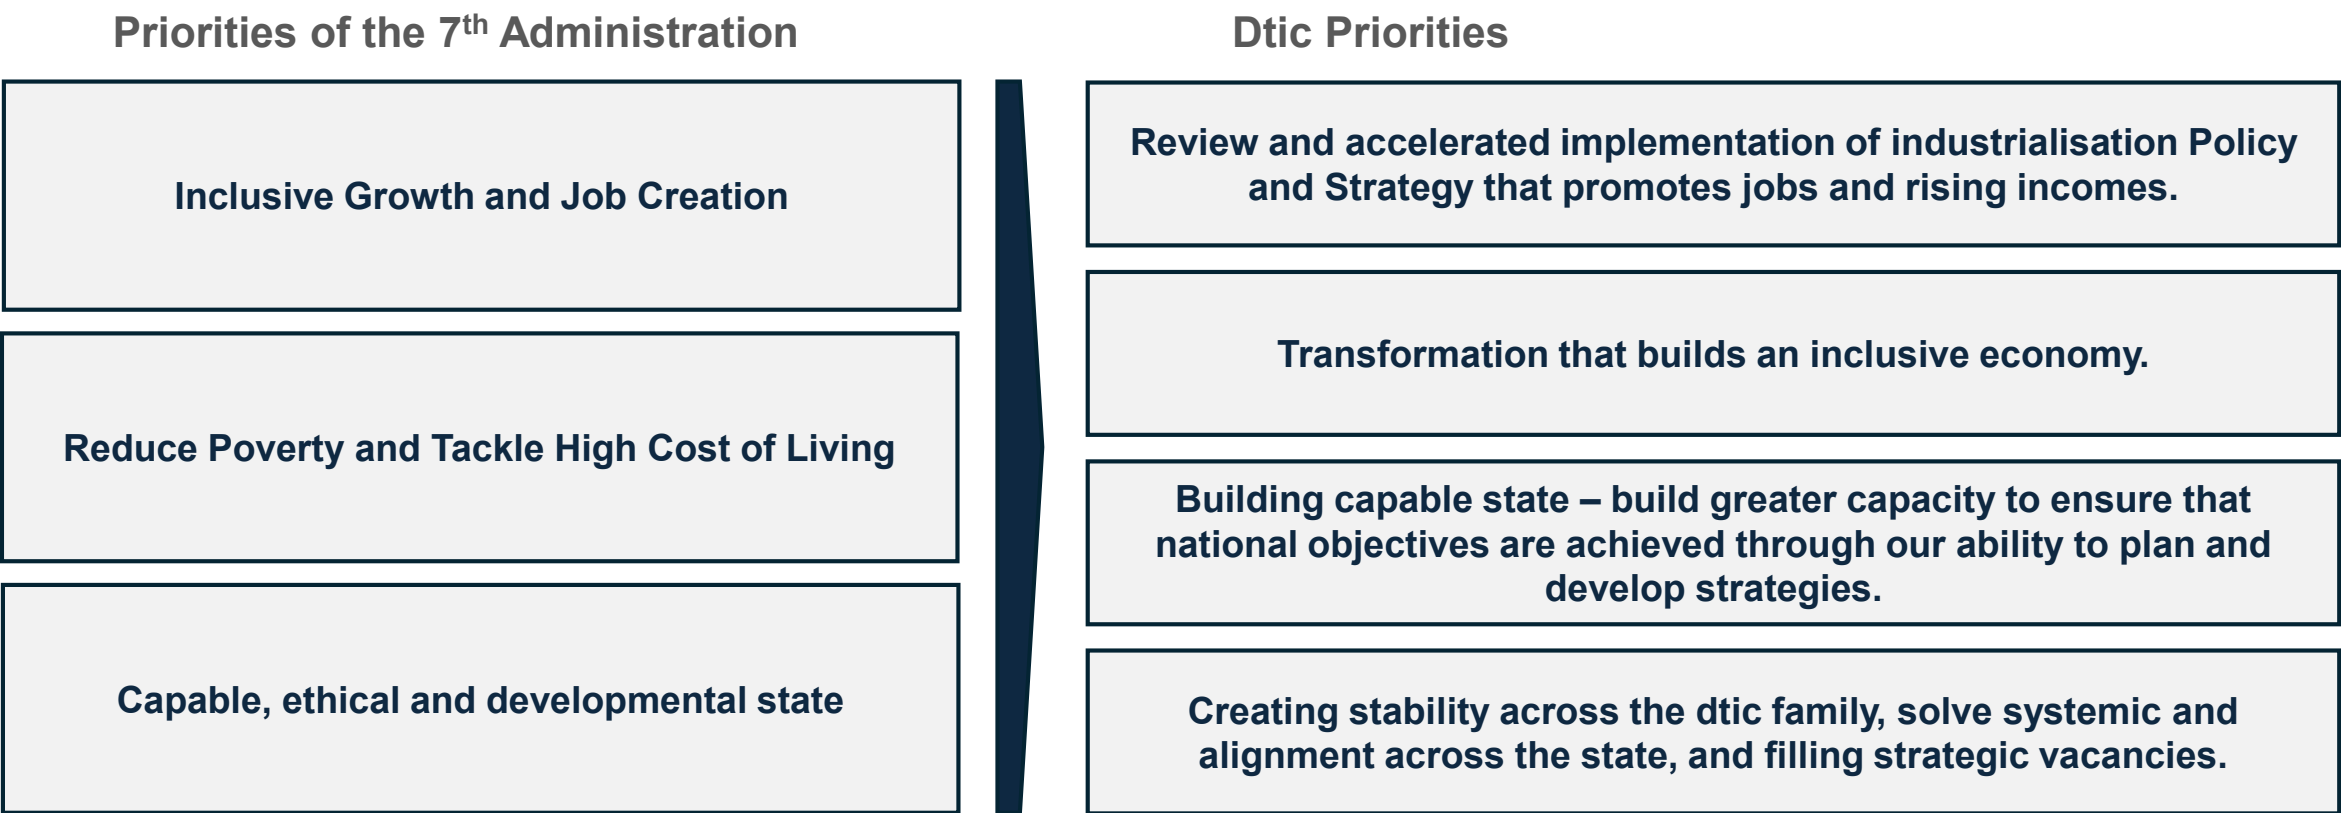 Priorities of the 7th Administration
Inclusive Growth and Job Creation
Reduce Poverty and Tackle High Cost of Living
Capable, ethical and developmental state
Dtic Priorities
Review and accelerated implementation of industrialisation Policy
and Strategy that promotes jobs and rising incomes.
Transformation that builds an inclusive economy.
Building capable state – build greater capacity to ensure that
national objectives are achieved through our ability to plan and
develop strategies.
Creating stability across the dtic family, solve systemic and
alignment across the state, and filling strategic vacancies.